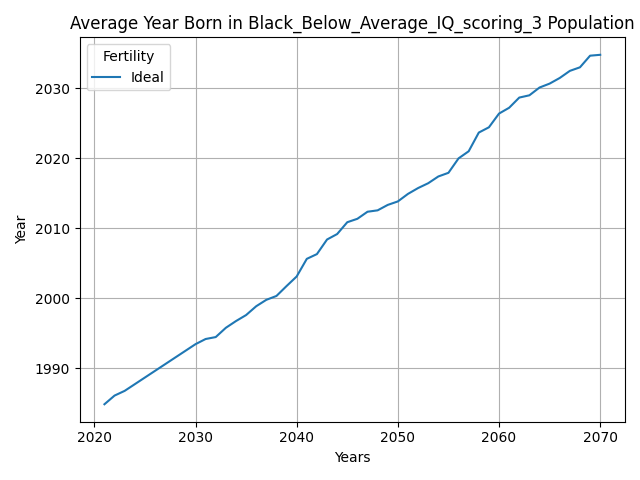 Average Year Born in Black_Below_Average_IQ_scoring_3 Population
Fertility
Ideal
2030
2020
2010
2000
1990
Year
2020 2030 2040 2050 2060 2070
Years